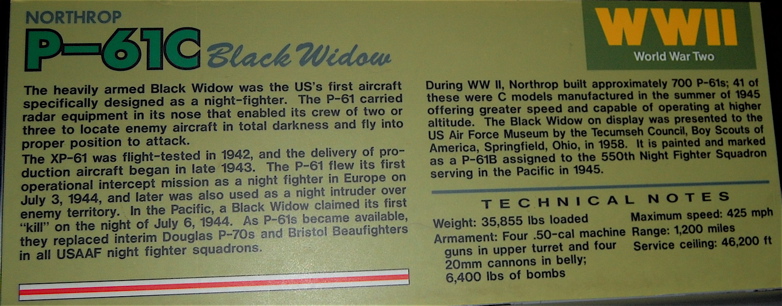 NORTHROP
P-61C Black Widow
The heavily armed Black Widow was the US's first aircraft
specifically designed as a night-fighter. The P-61 carried
radar equipment in its nose that enabled its crew of two or
three to locate enemy aircraft in total darkness and fly into
proper position to attack.
The XP-61 was flight-tested in 1942, and the delivery of pro-
duction aircraft began in late 1943. The P-61 flew its first
operational intercept mission as a night fighter in Europe on
July 3, 1944, and later was also used as a night intruder over
enemy territory. In the Pacific, a Black Widow claimed its first
"kill" on the night of July 6, 1944. As P-61s became available,
they replaced interim Douglas P-70s and Bristol Beaufighters
in all USAAF night fighter squadrons.
WWII
World War Two
During WW II, Northrop built approximately 700 P-61s; 41 of
these were C models manufactured in the summer of 1945
offering greater speed and capable of operating at higher
altitude. The Black Widow on display was presented to the
US Air Force Museum by the Tecumseh Council, Boy Scouts of
America, Springfield, Ohio, in 1958. It is painted and marked
as a P-61B assigned to the 550th Night Fighter Squadron
serving in the Pacific in 1945.
TECHNICAL NOTES
Weight: 35,855 lbs loaded
Armament: Four .50-cal machine
guns in upper turret and four
20mm cannons in belly;
6,400 lbs of bombs
Maximum speed: 425 mph
Range: 1,200 miles
Service ceiling: 46,200 ft